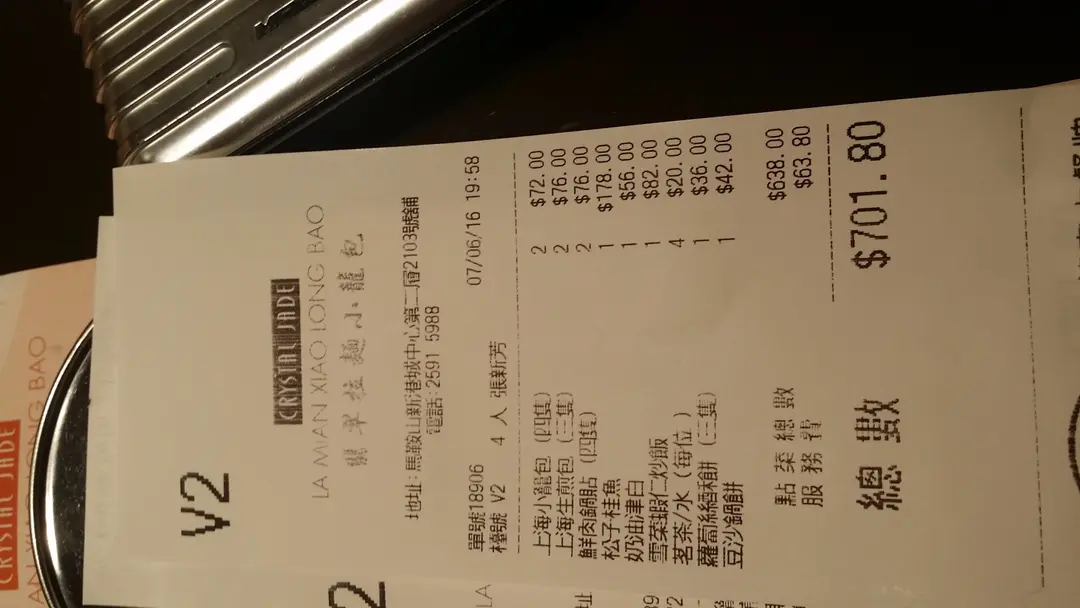 V2
CRYSTAL JADE
LA MIAN XIAO LONG BAO
拉麵小籠包
地址:馬鞍山新港城中心第二層2103號舖
電話:2591 5988
單號18906 07/06/16 19:58
檯號 V2 4 人 張新芳
上海小籠包 (四隻) 2 $72.00
上海生煎包 (三隻) 2 $76.00
鮮肉鍋貼 (四隻) 2 $76.00
松子桂魚 1 $178.00
奶油津白 1 $56.00
雪菜蝦仁炒飯 1 $82.00
茗茶/水 (每位) 4 $20.00
蘿蔔絲酥餅 (三隻) 1 $36.00
豆沙鍋餅 1 $42.00
點菜總數 $638.00
服務費 $63.80
總數 $701.80
CRYSTAL JADE
LONG BAO
2
LA